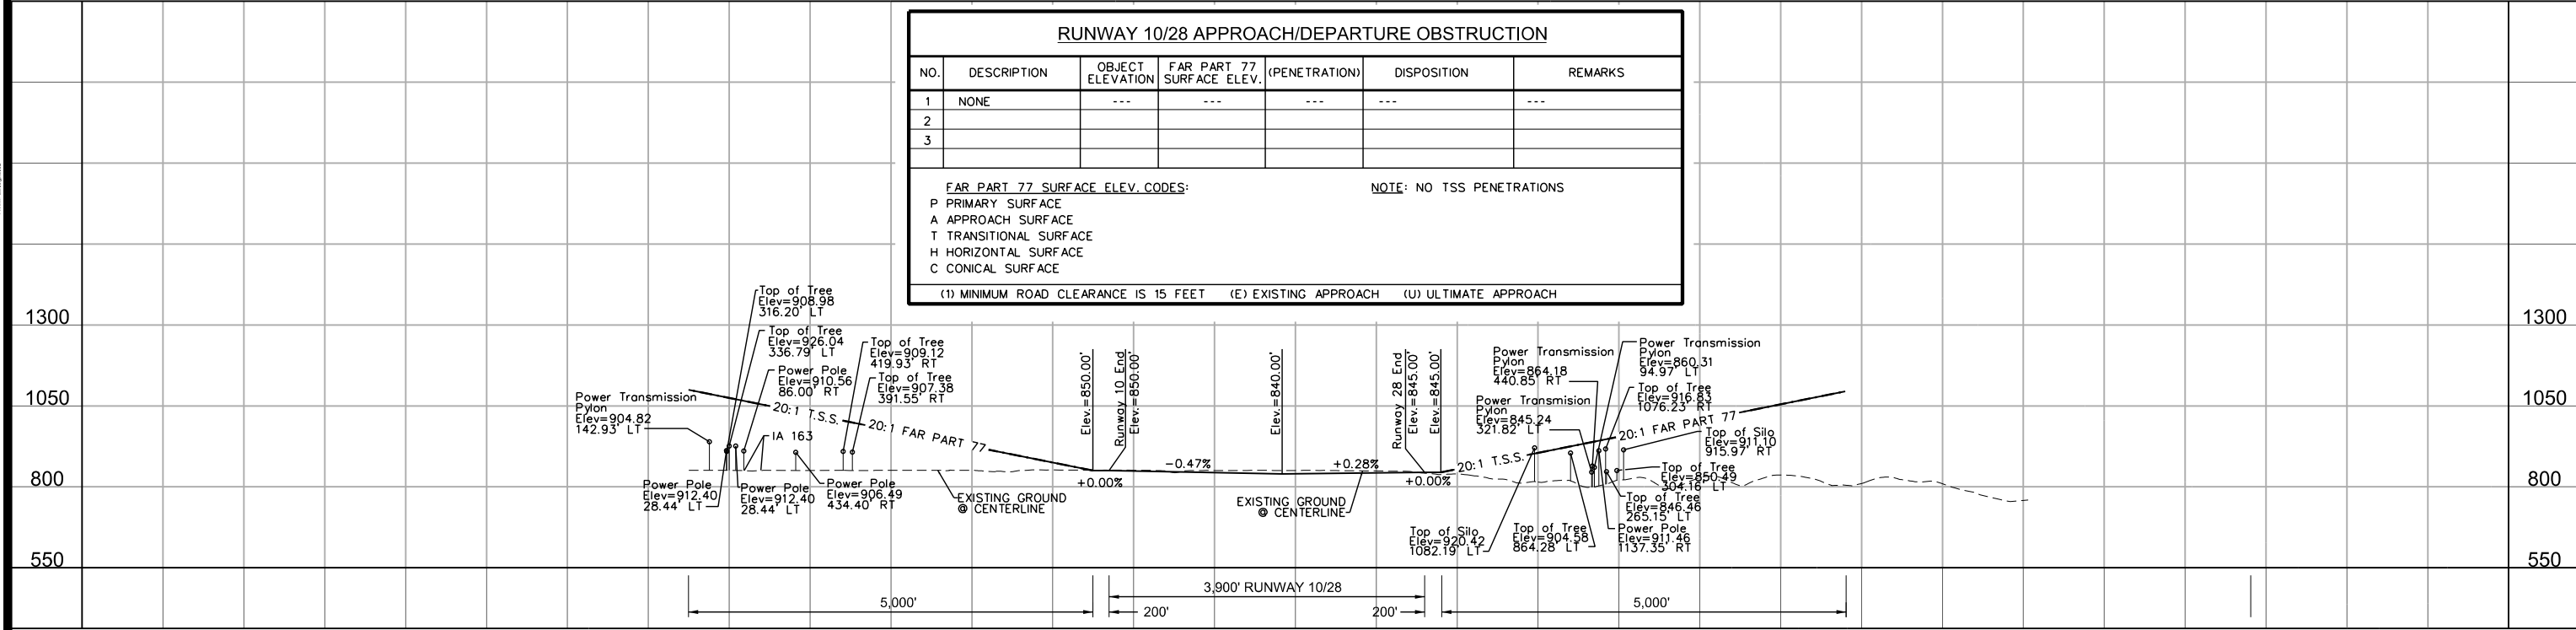 RUNWAY 10/28 APPROACH/DEPARTURE OBSTRUCTION
NO. DESCRIPTION OBJECT ELEVATION FAR PART 77 SURFACE ELEV. (PENETRATION) DISPOSITION REMARKS
1 NONE --- --- --- --- ---
2
3
FAR PART 77 SURFACE ELEV. CODES:
NOTE: NO TSS PENETRATIONS
P PRIMARY SURFACE
A APPROACH SURFACE
T TRANSITIONAL SURFACE
H HORIZONTAL SURFACE
C CONICAL SURFACE
(1) MINIMUM ROAD CLEARANCE IS 15 FEET (E) EXISTING APPROACH (U) ULTIMATE APPROACH
1300
1050
800
550
Power Transmission
Pylon
Elev=904.82
142.93' LT
Top of Tree
Elev=908.98
316.20' LT
Top of Tree
Elev=926.04
336.79' LT
Power Pole
Elev=910.56
86.00' RT
Top of Tree
Elev=909.12
419.93' RT
Top of Tree
Elev=907.38
391.55' RT
20:1 T.S.S.
20:1 FAR PART 77
IA 163
Power Pole
Elev=912.40
28.44' LT
Power Pole
Elev=912.40
28.44' LT
Power Pole
Elev=906.49
434.40' RT
EXISTING GROUND
@ CENTERLINE
Elev.=850.00'
Runway 10 End
Elev.=850.00'
+0.00%
-0.47%
Elev.=840.00'
+0.28%
EXISTING GROUND
@ CENTERLINE
Runway 28 End
Elev.=845.00'
Elev.=845.00'
+0.00%
20:1 T.S.S.
20:1 FAR PART 77
Power Transmission
Pylon
Elev=864.18
440.85' RT
Power Transmision
Pylon
Elev=845.24
321.82' LT
Power Transmission
Pylon
Elev=860.31
94.97' LT
Top of Tree
Elev=916.83
1076.23' RT
Top of Silo
Elev=911.10
915.97' RT
Top of Tree
Elev=850.49
304.16' LT
Top of Tree
Elev=846.46
265.15' LT
Power Pole
Elev=911.46
1137.35' RT
Top of Silo
Elev=920.42
1082.19' LT
Top of Tree
Elev=904.58
864.28' LT
1300
1050
800
550
5,000'
200'
3,900' RUNWAY 10/28
200'
5,000'